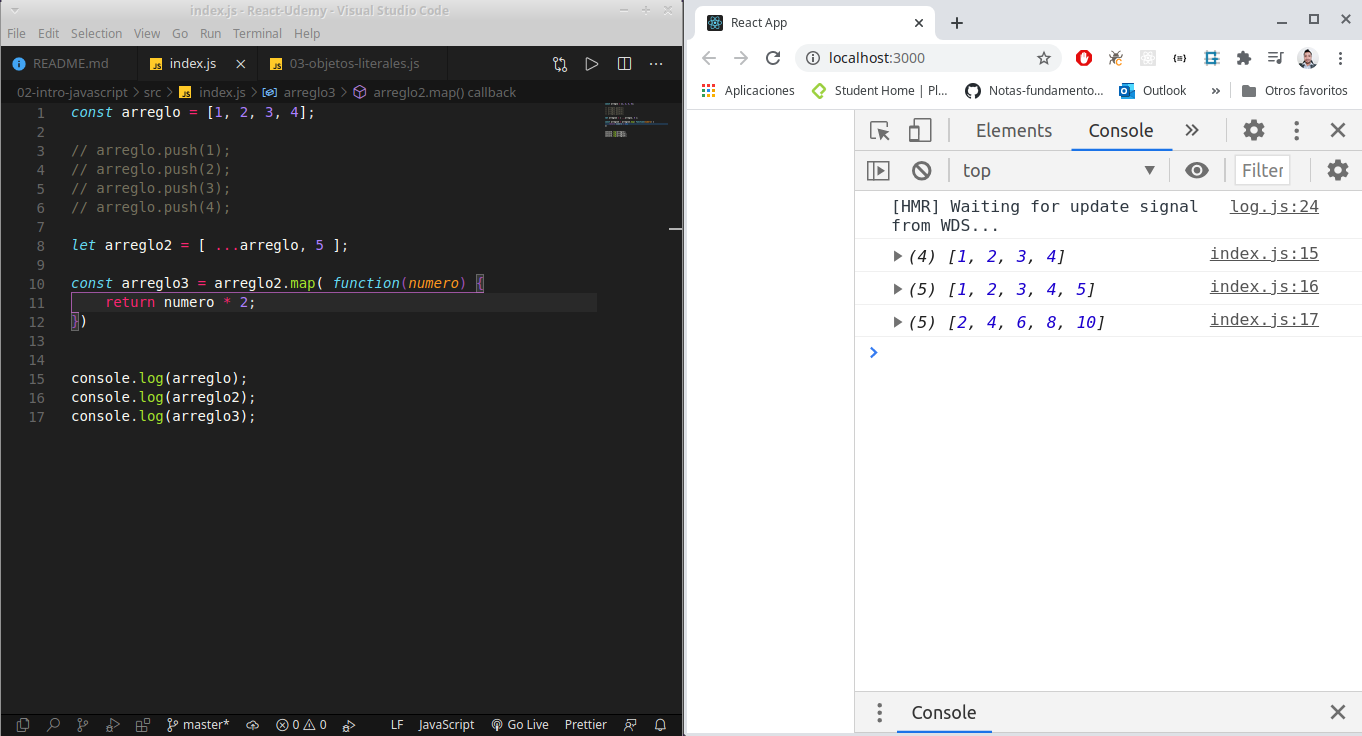 index.js - React-Udemy - Visual Studio Code
File Edit Selection View Go Run Terminal Help
README.md
JS index.js
JS 03-objetos-literales.js
02-intro-javascript > src > JS index.js > arreglo3 > arreglo2.map() callback
1 const arreglo = [1, 2, 3, 4];
2
3 // arreglo.push(1);
4 // arreglo.push(2);
5 // arreglo.push(3);
6 // arreglo.push(4);
7
8 let arreglo2 = [ ...arreglo, 5 ];
9
10 const arreglo3 = arreglo2.map( function(numero) {
11 return numero * 2;
12 })
13
14
15 console.log(arreglo);
16 console.log(arreglo2);
17 console.log(arreglo3);
master* 0 0 LF JavaScript Go Live Prettier
React App
localhost:3000
Aplicaciones Student Home | Pl... Notas-fundamento... Outlook » Otros favoritos
Elements Console
top Filter
[HMR] Waiting for update signal log.js:24
from WDS...
(4) [1, 2, 3, 4] index.js:15
(5) [1, 2, 3, 4, 5] index.js:16
(5) [2, 4, 6, 8, 10] index.js:17
Console